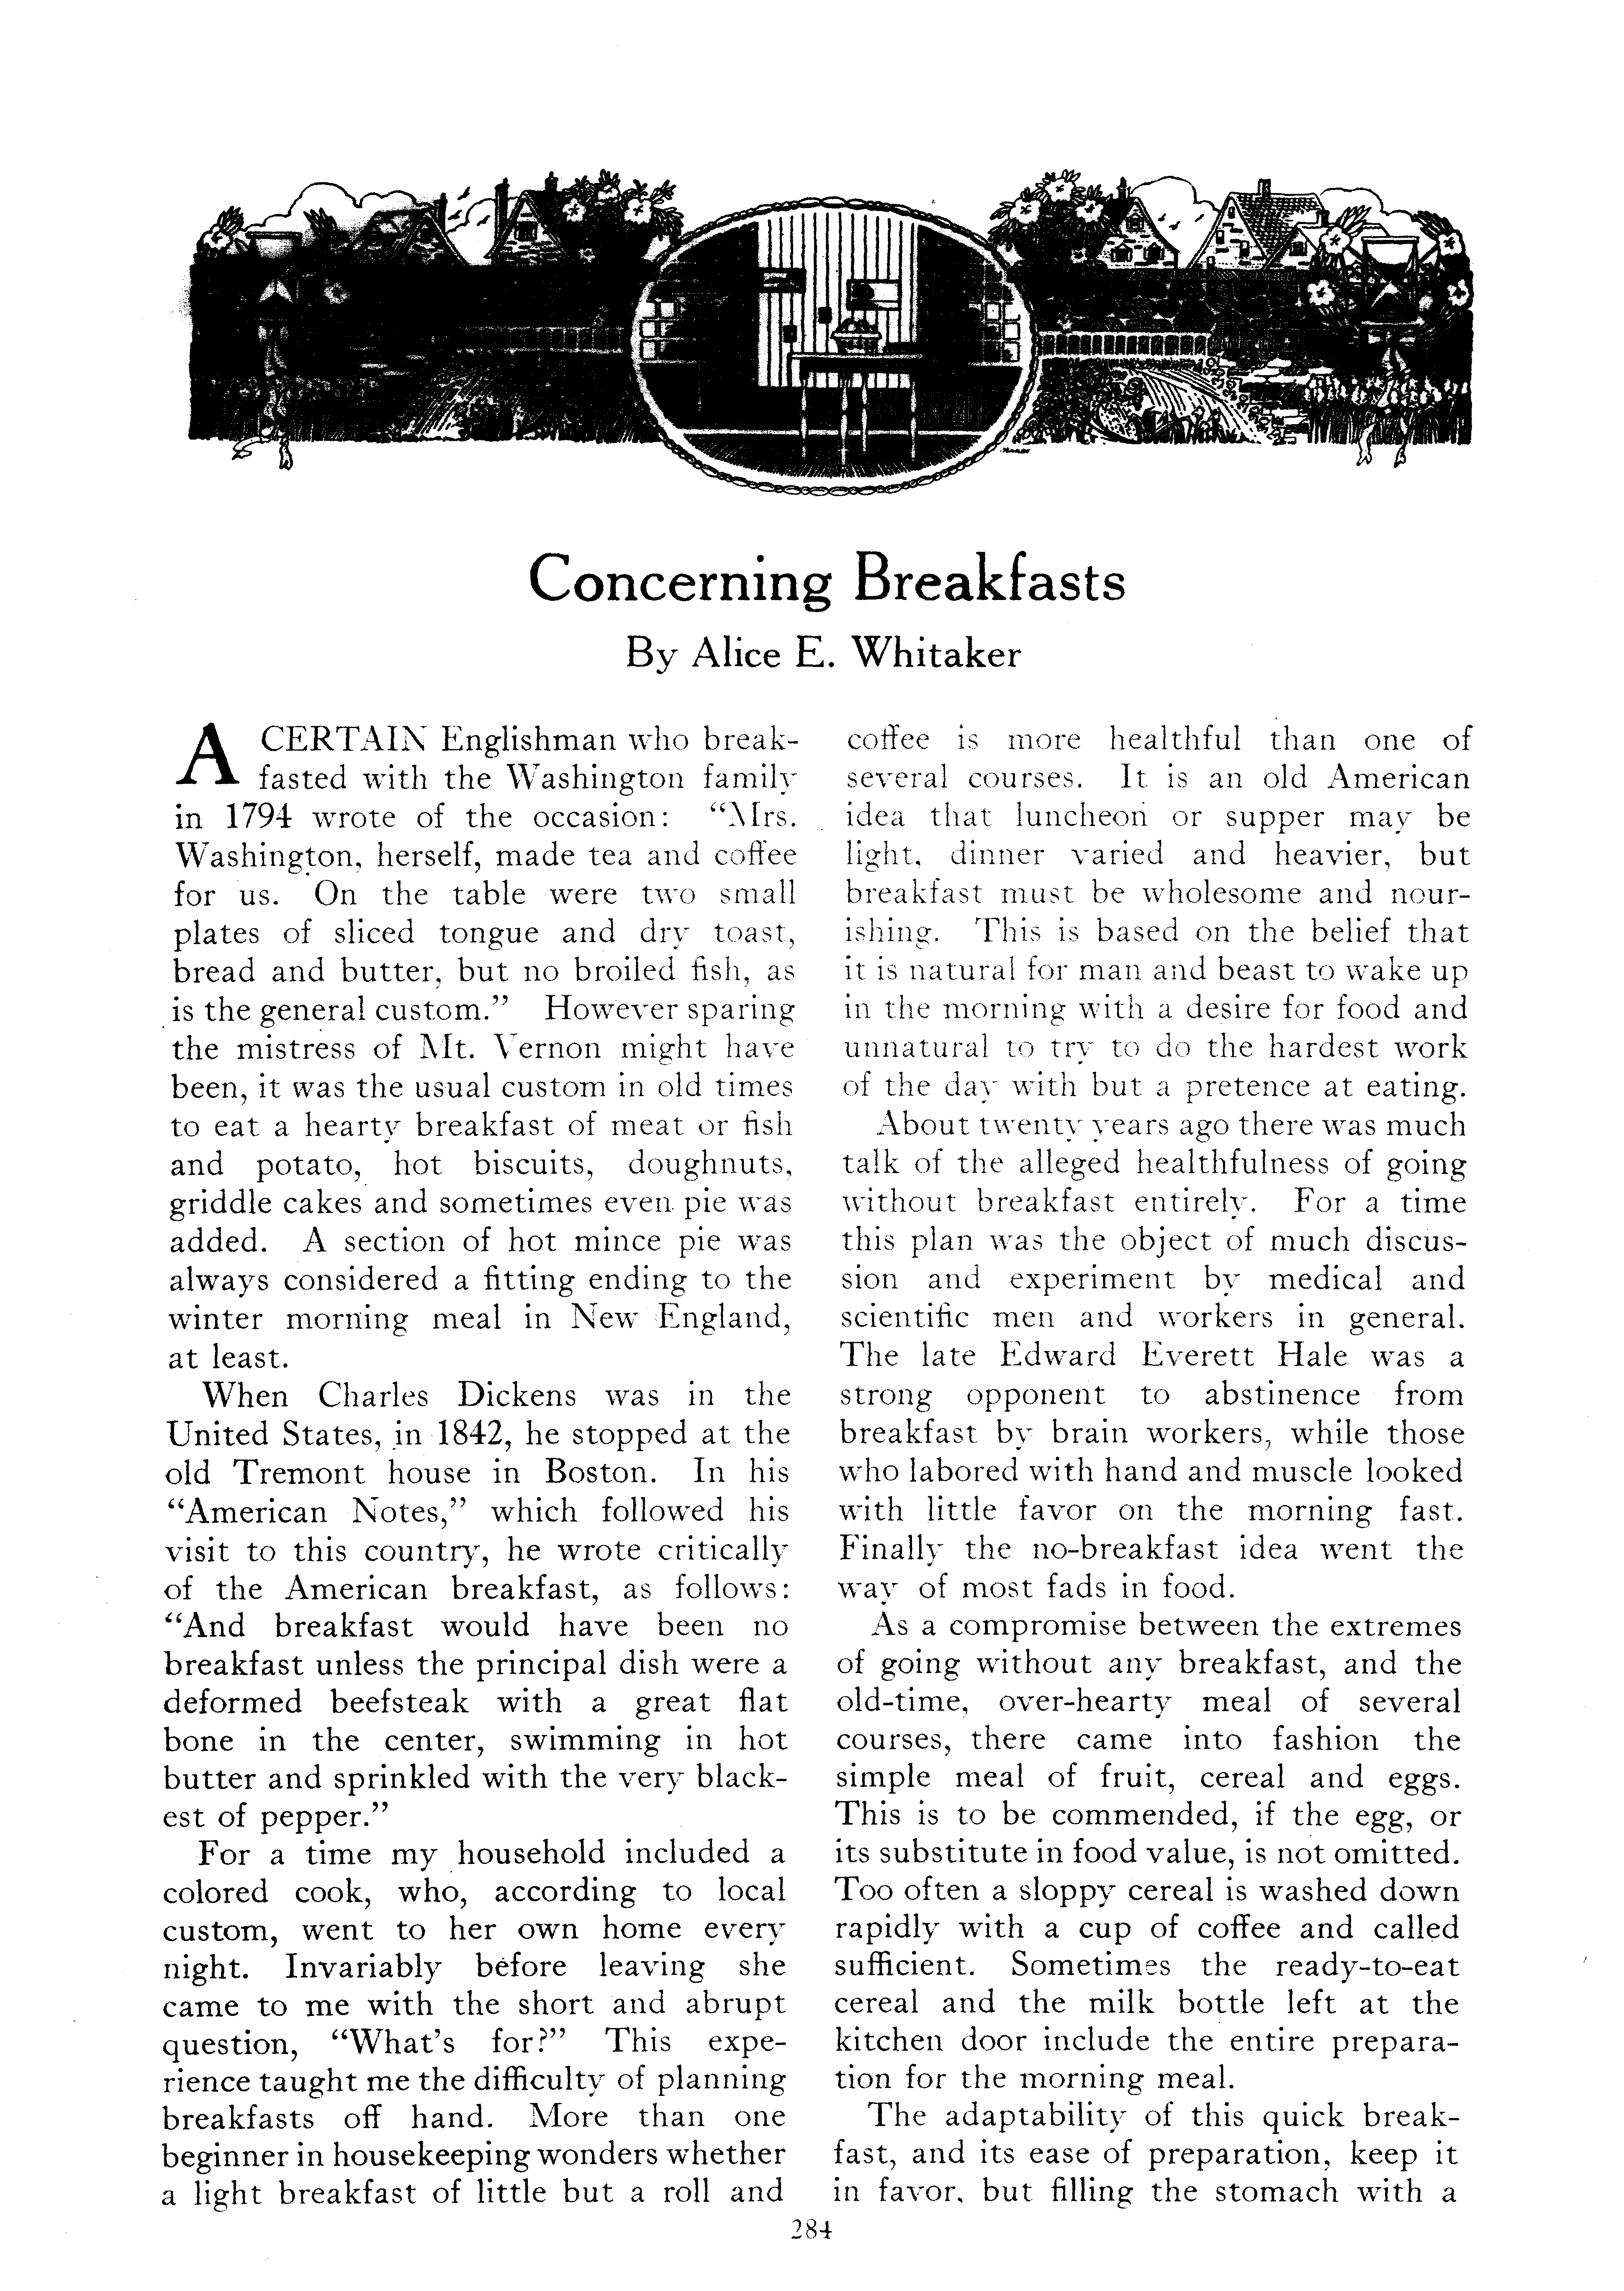 Concerning Breakfasts
By Alice E. Whitaker
A CERTAIN Englishman who break-
fasted with the Washington family
in 1794 wrote of the occasion: "Mrs.
Washington, herself, made tea and coffee
for us. On the table were two small
plates of sliced tongue and dry toast,
bread and butter, but no broiled fish, as
is the general custom." However sparing
the mistress of Mt. Vernon might have
been, it was the usual custom in old times
to eat a hearty breakfast of meat or fish
and potato, hot biscuits, doughnuts,
griddle cakes and sometimes even pie was
added. A section of hot mince pie was
always considered a fitting ending to the
winter morning meal in New England,
at least.
When Charles Dickens was in the
United States, in 1842, he stopped at the
old Tremont house in Boston. In his
"American Notes," which followed his
visit to this country, he wrote critically
of the American breakfast, as follows:
"And breakfast would have been no
breakfast unless the principal dish were a
deformed beefsteak with a great flat
bone in the center, swimming in hot
butter and sprinkled with the very black-
est of pepper."
For a time my household included a
colored cook, who, according to local
custom, went to her own home every
night. Invariably before leaving she
came to me with the short and abrupt
question, "What's for?" This expe-
rience taught me the difficulty of planning
breakfasts off hand. More than one
beginner in housekeeping wonders whether
a light breakfast of little but a roll and
coffee is more healthful than one of
several courses. It is an old American
idea that luncheon or supper may be
light, dinner varied and heavier, but
breakfast must be wholesome and nour-
ishing. This is based on the belief that
it is natural for man and beast to wake up
in the morning with a desire for food and
unnatural to try to do the hardest work
of the day with but a pretence at eating.
About twenty years ago there was much
talk of the alleged healthfulness of going
without breakfast entirely. For a time
this plan was the object of much discus-
sion and experiment by medical and
scientific men and workers in general.
The late Edward Everett Hale was a
strong opponent to abstinence from
breakfast by brain workers, while those
who labored with hand and muscle looked
with little favor on the morning fast.
Finally the no-breakfast idea went the
way of most fads in food.
As a compromise between the extremes
of going without any breakfast, and the
old-time, over-hearty meal of several
courses, there came into fashion the
simple meal of fruit, cereal and eggs.
This is to be commended, if the egg, or
its substitute in food value, is not omitted.
Too often a sloppy cereal is washed down
rapidly with a cup of coffee and called
sufficient. Sometimes the ready-to-eat
cereal and the milk bottle left at the
kitchen door include the entire prepara-
tion for the morning meal.
The adaptability of this quick break-
fast, and its ease of preparation, keep it
in favor, but filling the stomach with a
284